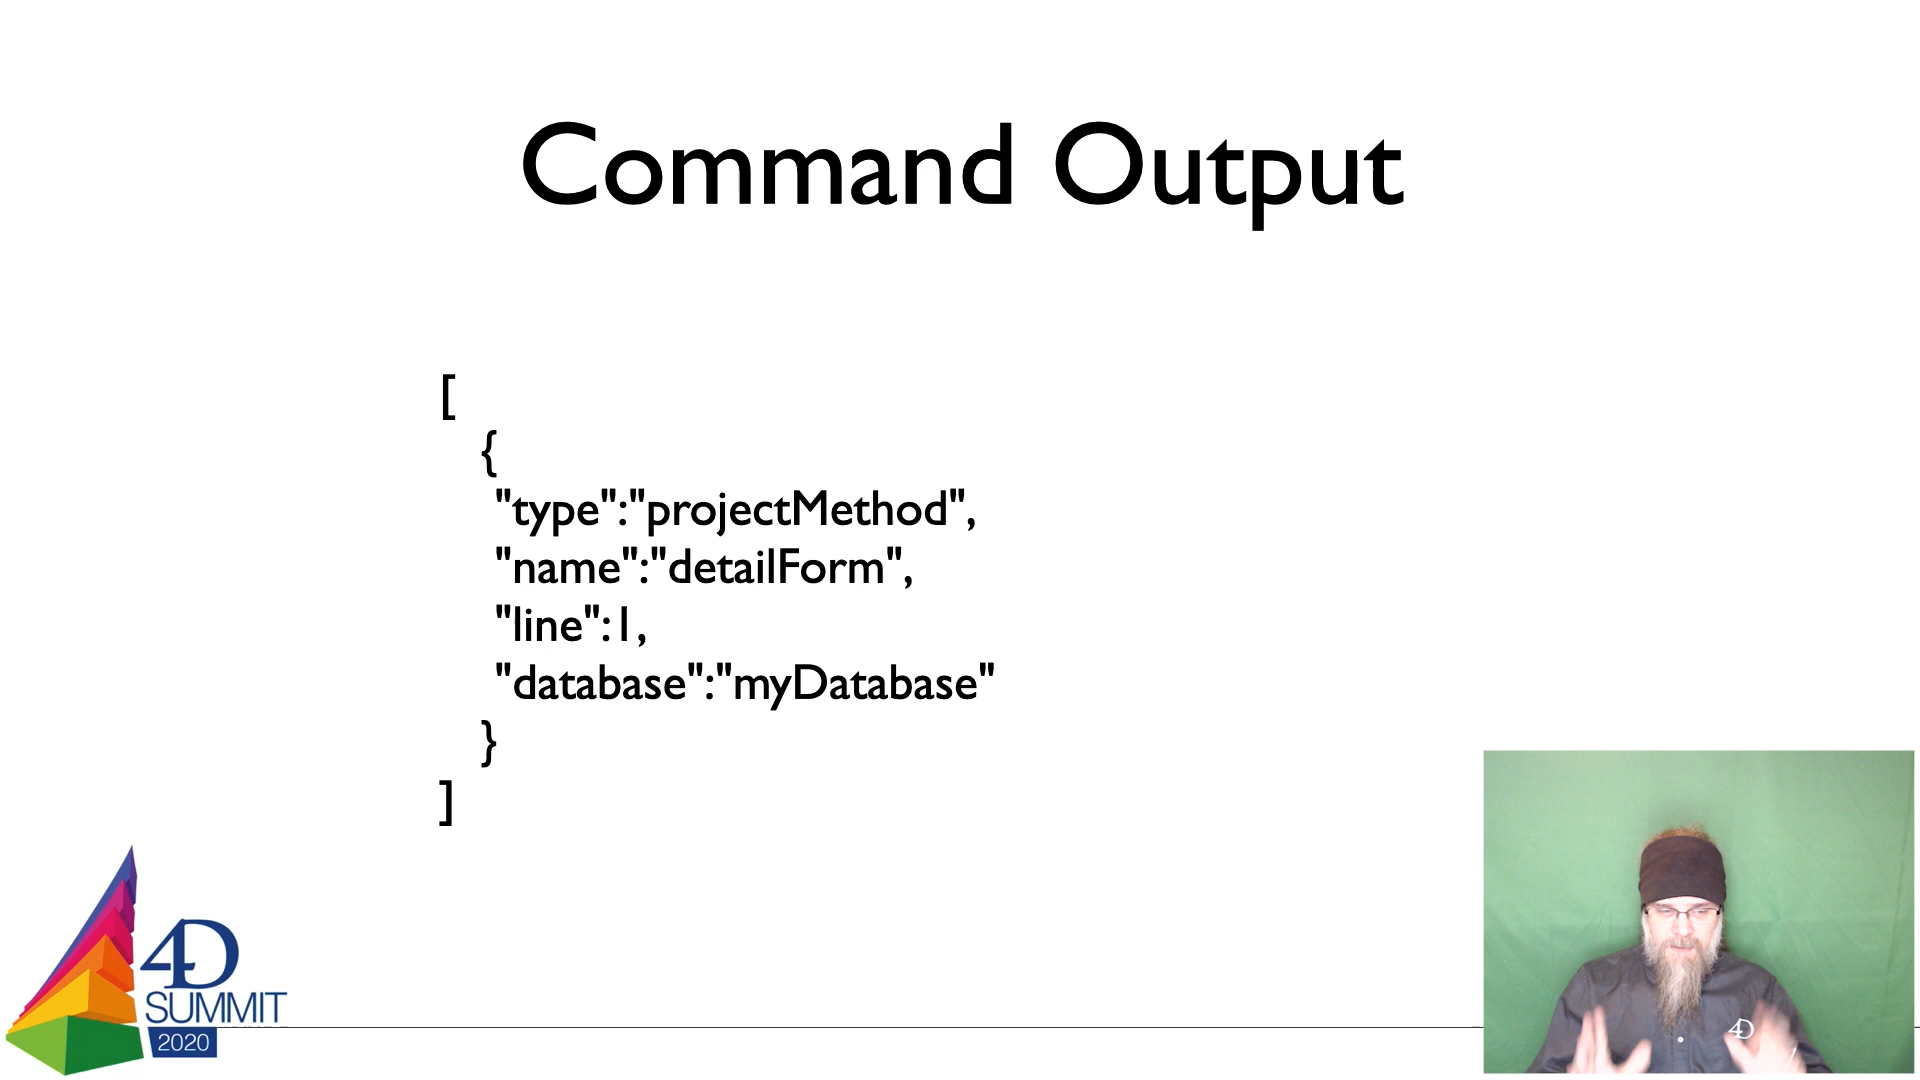 Command Output
[
{
"type":"projectMethod",
"name":"detailForm",
"line":1,
"database":"myDatabase"
}
]
4D
SUMMIT
2020
4D